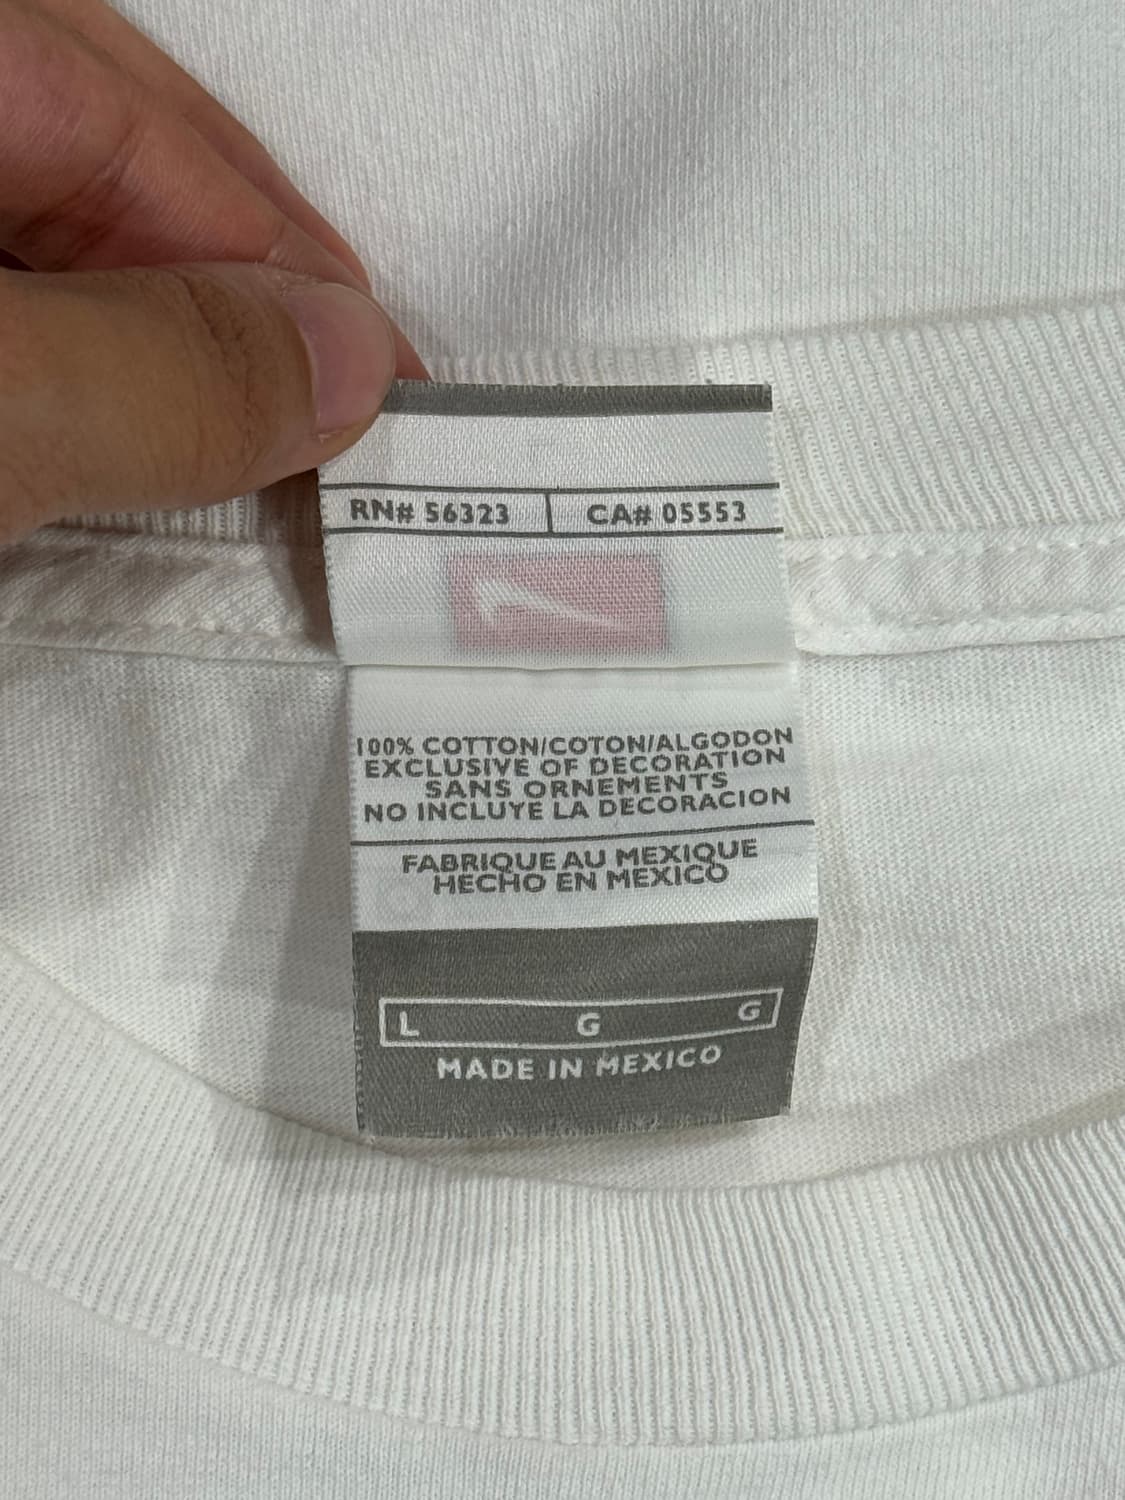 RN# 56323 CA# 05553
100% COTTON/COTON/ALGODON
EXCLUSIVE OF DECORATION
SANS ORNEMENTS
NO INCLUYE LA DECORACION
FABRIQUE AU MEXIQUE
HECHO EN MEXICO
L G G
MADE IN MEXICO